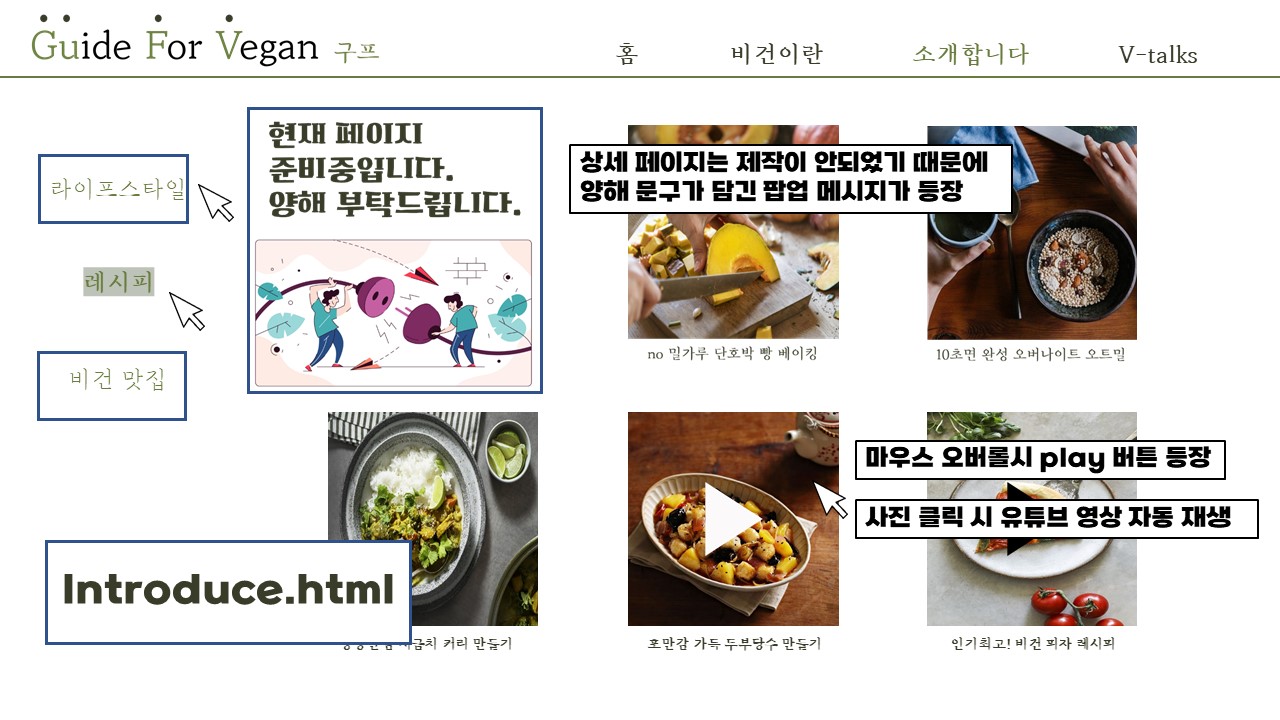 Guide For Vegan 구프
홈 비건이란 소개합니다 V-talks
라이프스타일
레시피
비건 맛집
현재 페이지
준비중입니다.
양해 부탁드립니다.
상세 페이지는 제작이 안되었기 때문에
양해 문구가 담긴 팝업 메시지가 등장
no 밀가루 단호박 빵 베이킹
10초면 완성 오버나이트 오트밀
마우스 오버롤시 play 버튼 등장
사진 클릭 시 유튜브 영상 자동 재생
Introduce.html
커리 만들기
포만감 가득 두부탕수 만들기
인기최고! 비건 피자 레시피